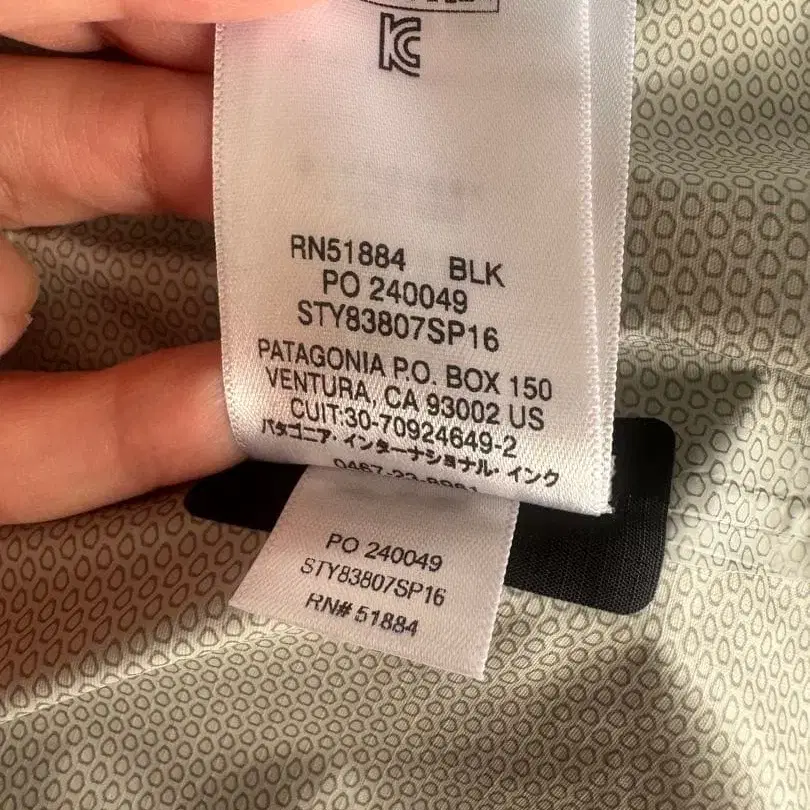 RN51884 BLK
PO 240049
STY83807SP16
PATAGONIA P.O. BOX 150
VENTURA, CA 93002 US
CUIT:30-70924649-2
パタゴニア・インターナショナル・インク
PO 240049
STY83807SP16
RN# 51884